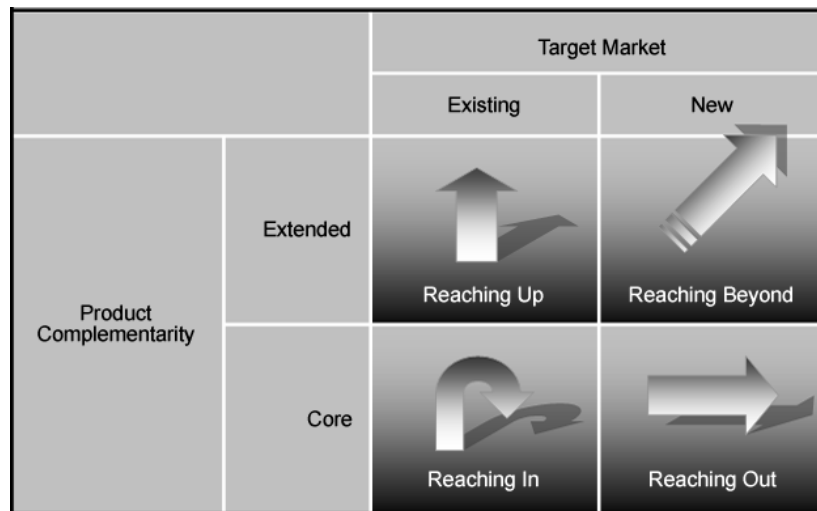 Target Market
Existing
New
Extended
Reaching Up
Reaching Beyond
Product
Complementarity
Core
Reaching In
Reaching Out